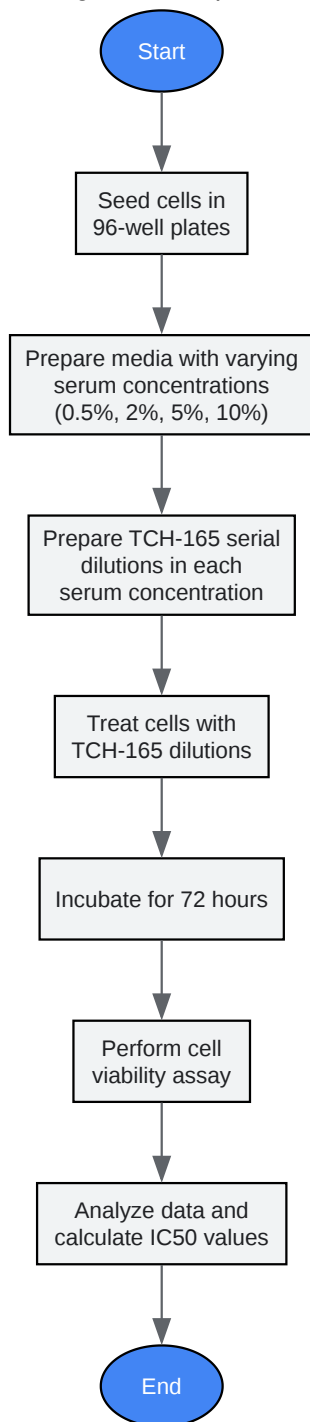 Start
Seed cells in
96-well plates
Prepare media with varying
serum concentrations
(0.5%, 2%, 5%, 10%)
Prepare TCH-165 serial
dilutions in each
serum concentration
Treat cells with
TCH-165 dilutions
Incubate for 72 hours
Perform cell
viability assay
Analyze data and
calculate IC50 values
End